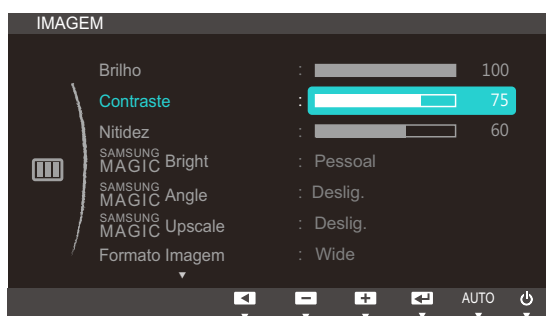 IMAGEM
Brilho : 100
Contraste : 75
Nitidez : 60
SAMSUNG MAGIC Bright : Pessoal
SAMSUNG MAGIC Angle : Deslig.
SAMSUNG MAGIC Upscale : Deslig.
Formato Imagem : Wide
AUTO